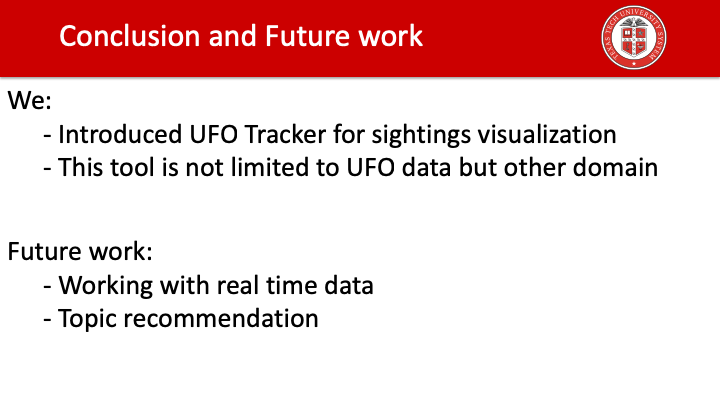 Conclusion and Future work
TEXAS TECH UNIVERSITY SYSTEM
We:
- Introduced UFO Tracker for sightings visualization
- This tool is not limited to UFO data but other domain
Future work:
- Working with real time data
- Topic recommendation